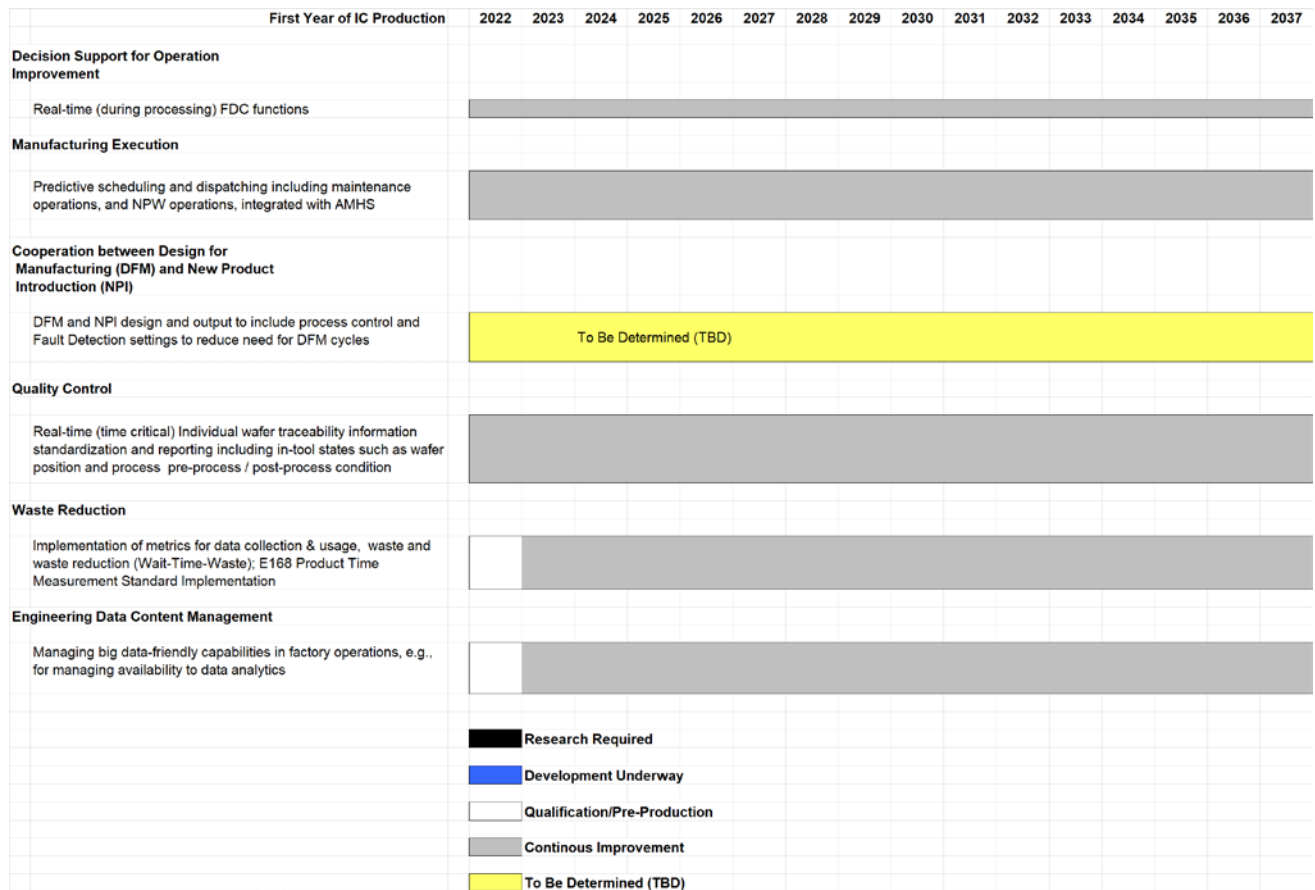 First Year of IC Production 2022 2023 2024 2025 2026 2027 2028 2029 2030 2031 2032 2033 2034 2035 2036 2037
Decision Support for Operation
Improvement
Real-time (during processing) FDC functions
Manufacturing Execution
Predictive scheduling and dispatching including maintenance
operations, and NPW operations, integrated with AMHS
Cooperation between Design for
Manufacturing (DFM) and New Product
Introduction (NPI)
DFM and NPI design and output to include process control and
Fault Detection settings to reduce need for DFM cycles
To Be Determined (TBD)
Quality Control
Real-time (time critical) Individual wafer traceability information
standardization and reporting including in-tool states such as wafer
position and process pre-process / post-process condition
Waste Reduction
Implementation of metrics for data collection & usage, waste and
waste reduction (Wait-Time-Waste); E168 Product Time
Measurement Standard Implementation
Engineering Data Content Management
Managing big data-friendly capabilities in factory operations, e.g.,
for managing availability to data analytics
Research Required
Development Underway
Qualification/Pre-Production
Continous Improvement
To Be Determined (TBD)